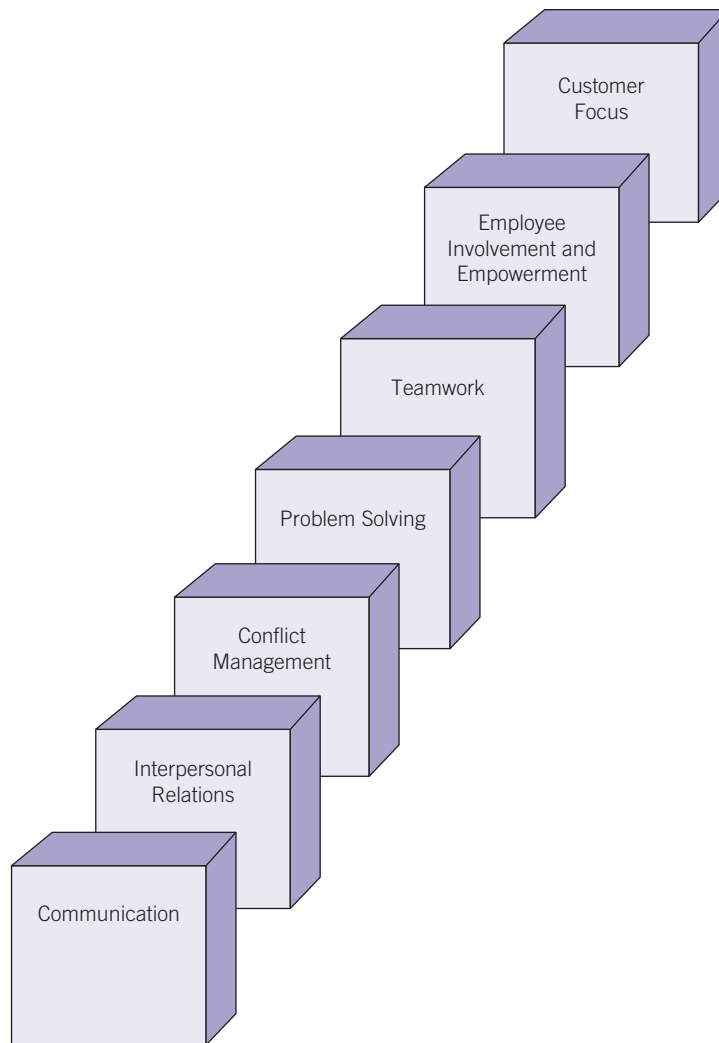 Customer
Focus
Employee
Involvement and
Empowerment
Teamwork
Problem Solving
Conflict
Management
Interpersonal
Relations
Communication